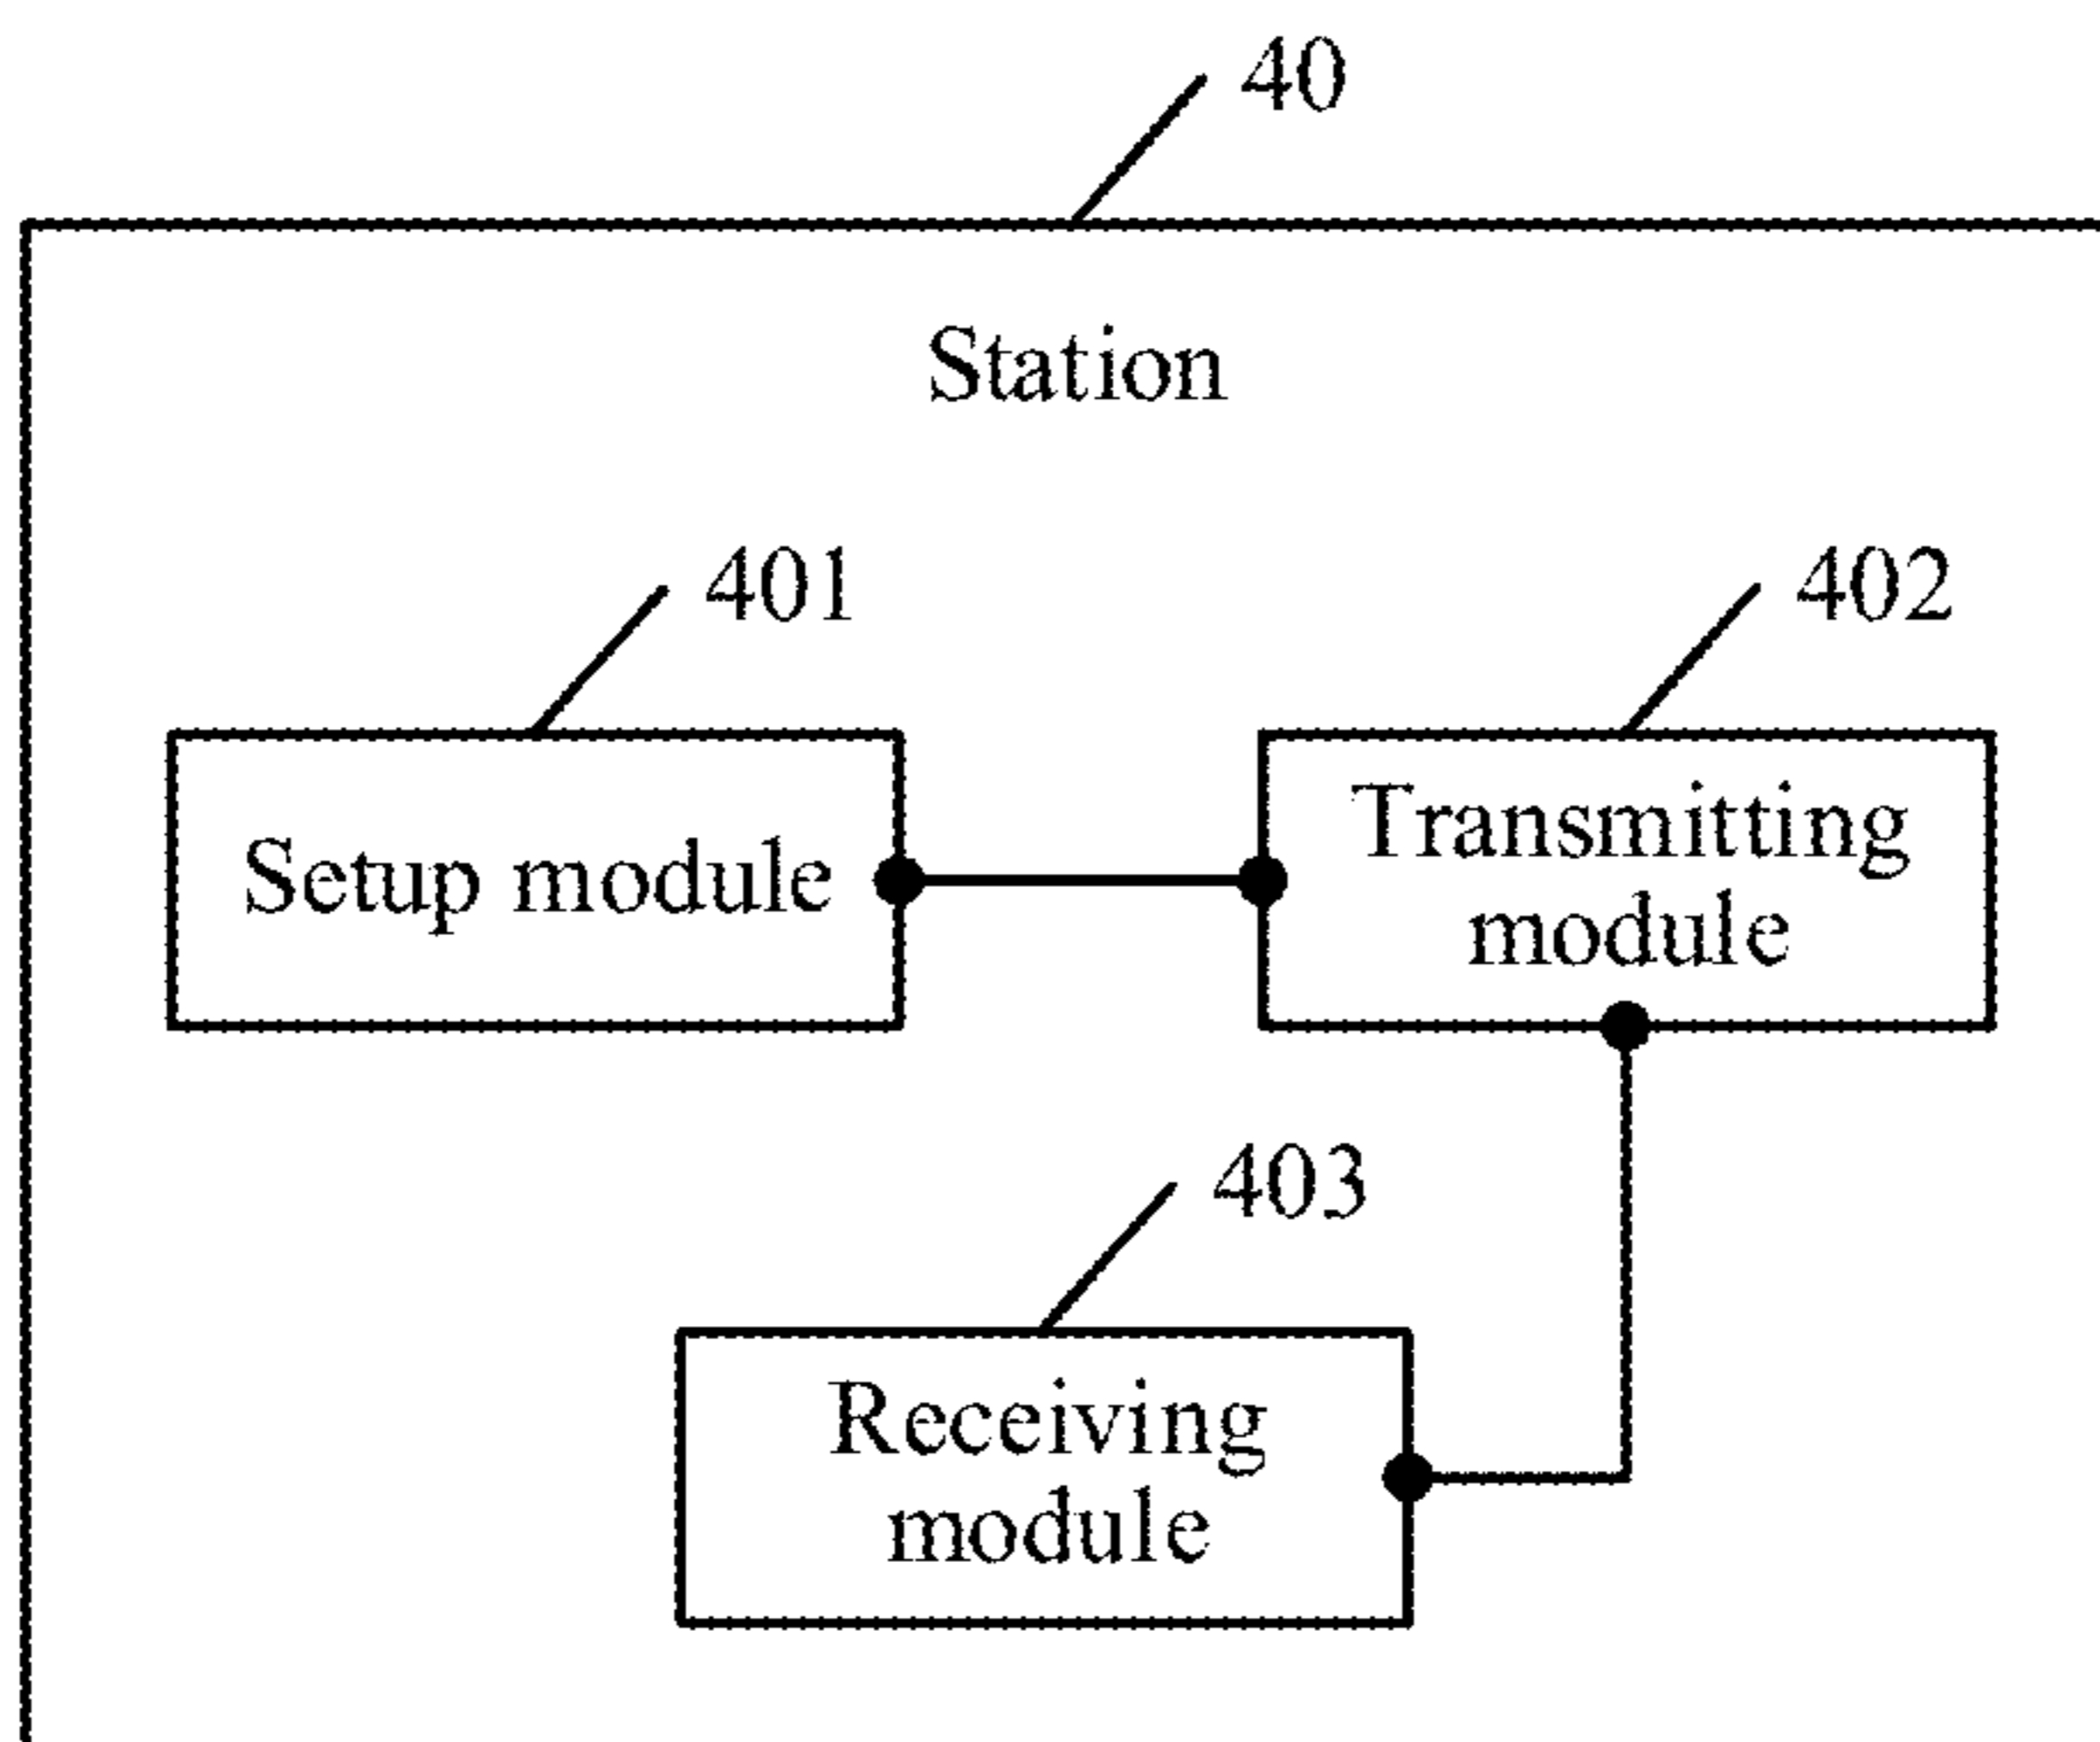 40
Station
401
402
Setup module
Transmitting
module
403
Receiving
module